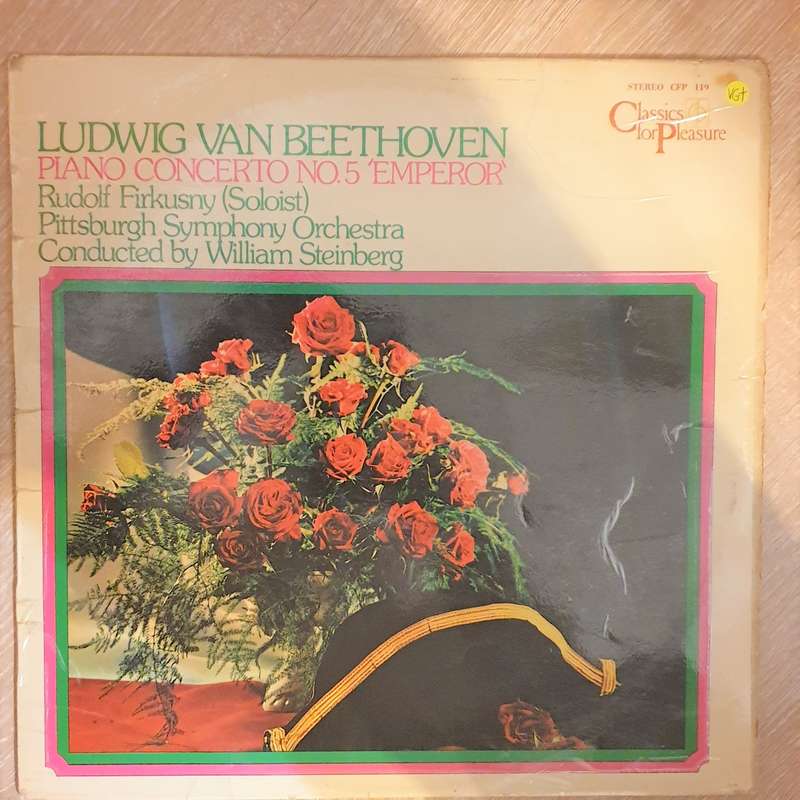 STEREO CFP 119
VG+
Classics
for Pleasure
LUDWIG VAN BEETHOVEN
PIANO CONCERTO NO.5 'EMPEROR'
Rudolf Firkusny (Soloist)
Pittsburgh Symphony Orchestra
Conducted by William Steinberg